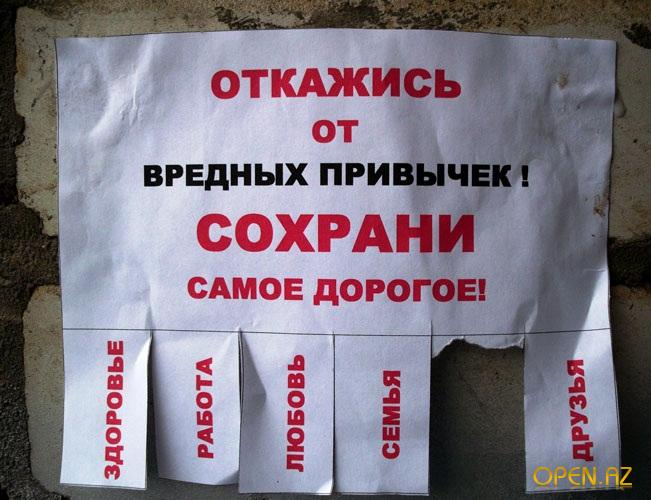 ОТКАЖИСЬ
ОТ
ВРЕДНЫХ ПРИВЫЧЕК !
СОХРАНИ
САМОЕ ДОРОГОЕ!
ЗДОРОВЬЕ
РАБОТА
ЛЮБОВЬ
СЕМЬЯ
ДРУЗЬЯ
OPEN.AZ